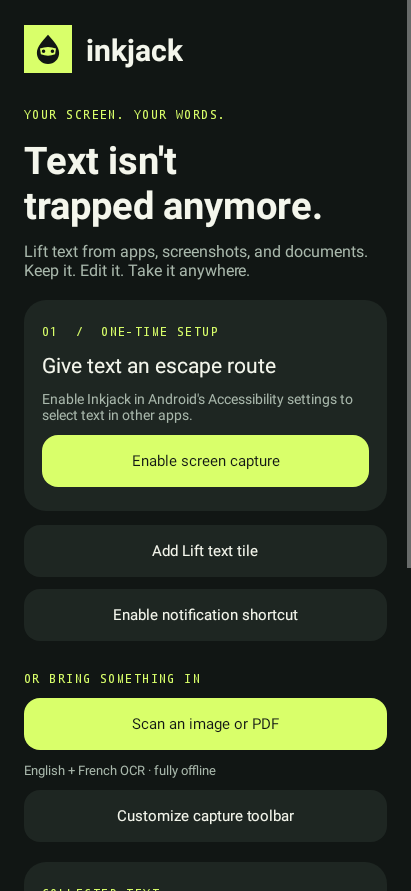 inkjack
YOUR SCREEN. YOUR WORDS.
Text isn't
trapped anymore.
Lift text from apps, screenshots, and documents.
Keep it. Edit it. Take it anywhere.
01 / ONE-TIME SETUP
Give text an escape route
Enable Inkjack in Android's Accessibility settings to
select text in other apps.
Enable screen capture
Add Lift text tile
Enable notification shortcut
OR BRING SOMETHING IN
Scan an image or PDF
English + French OCR · fully offline
Customize capture toolbar
COLLECTED TEXT